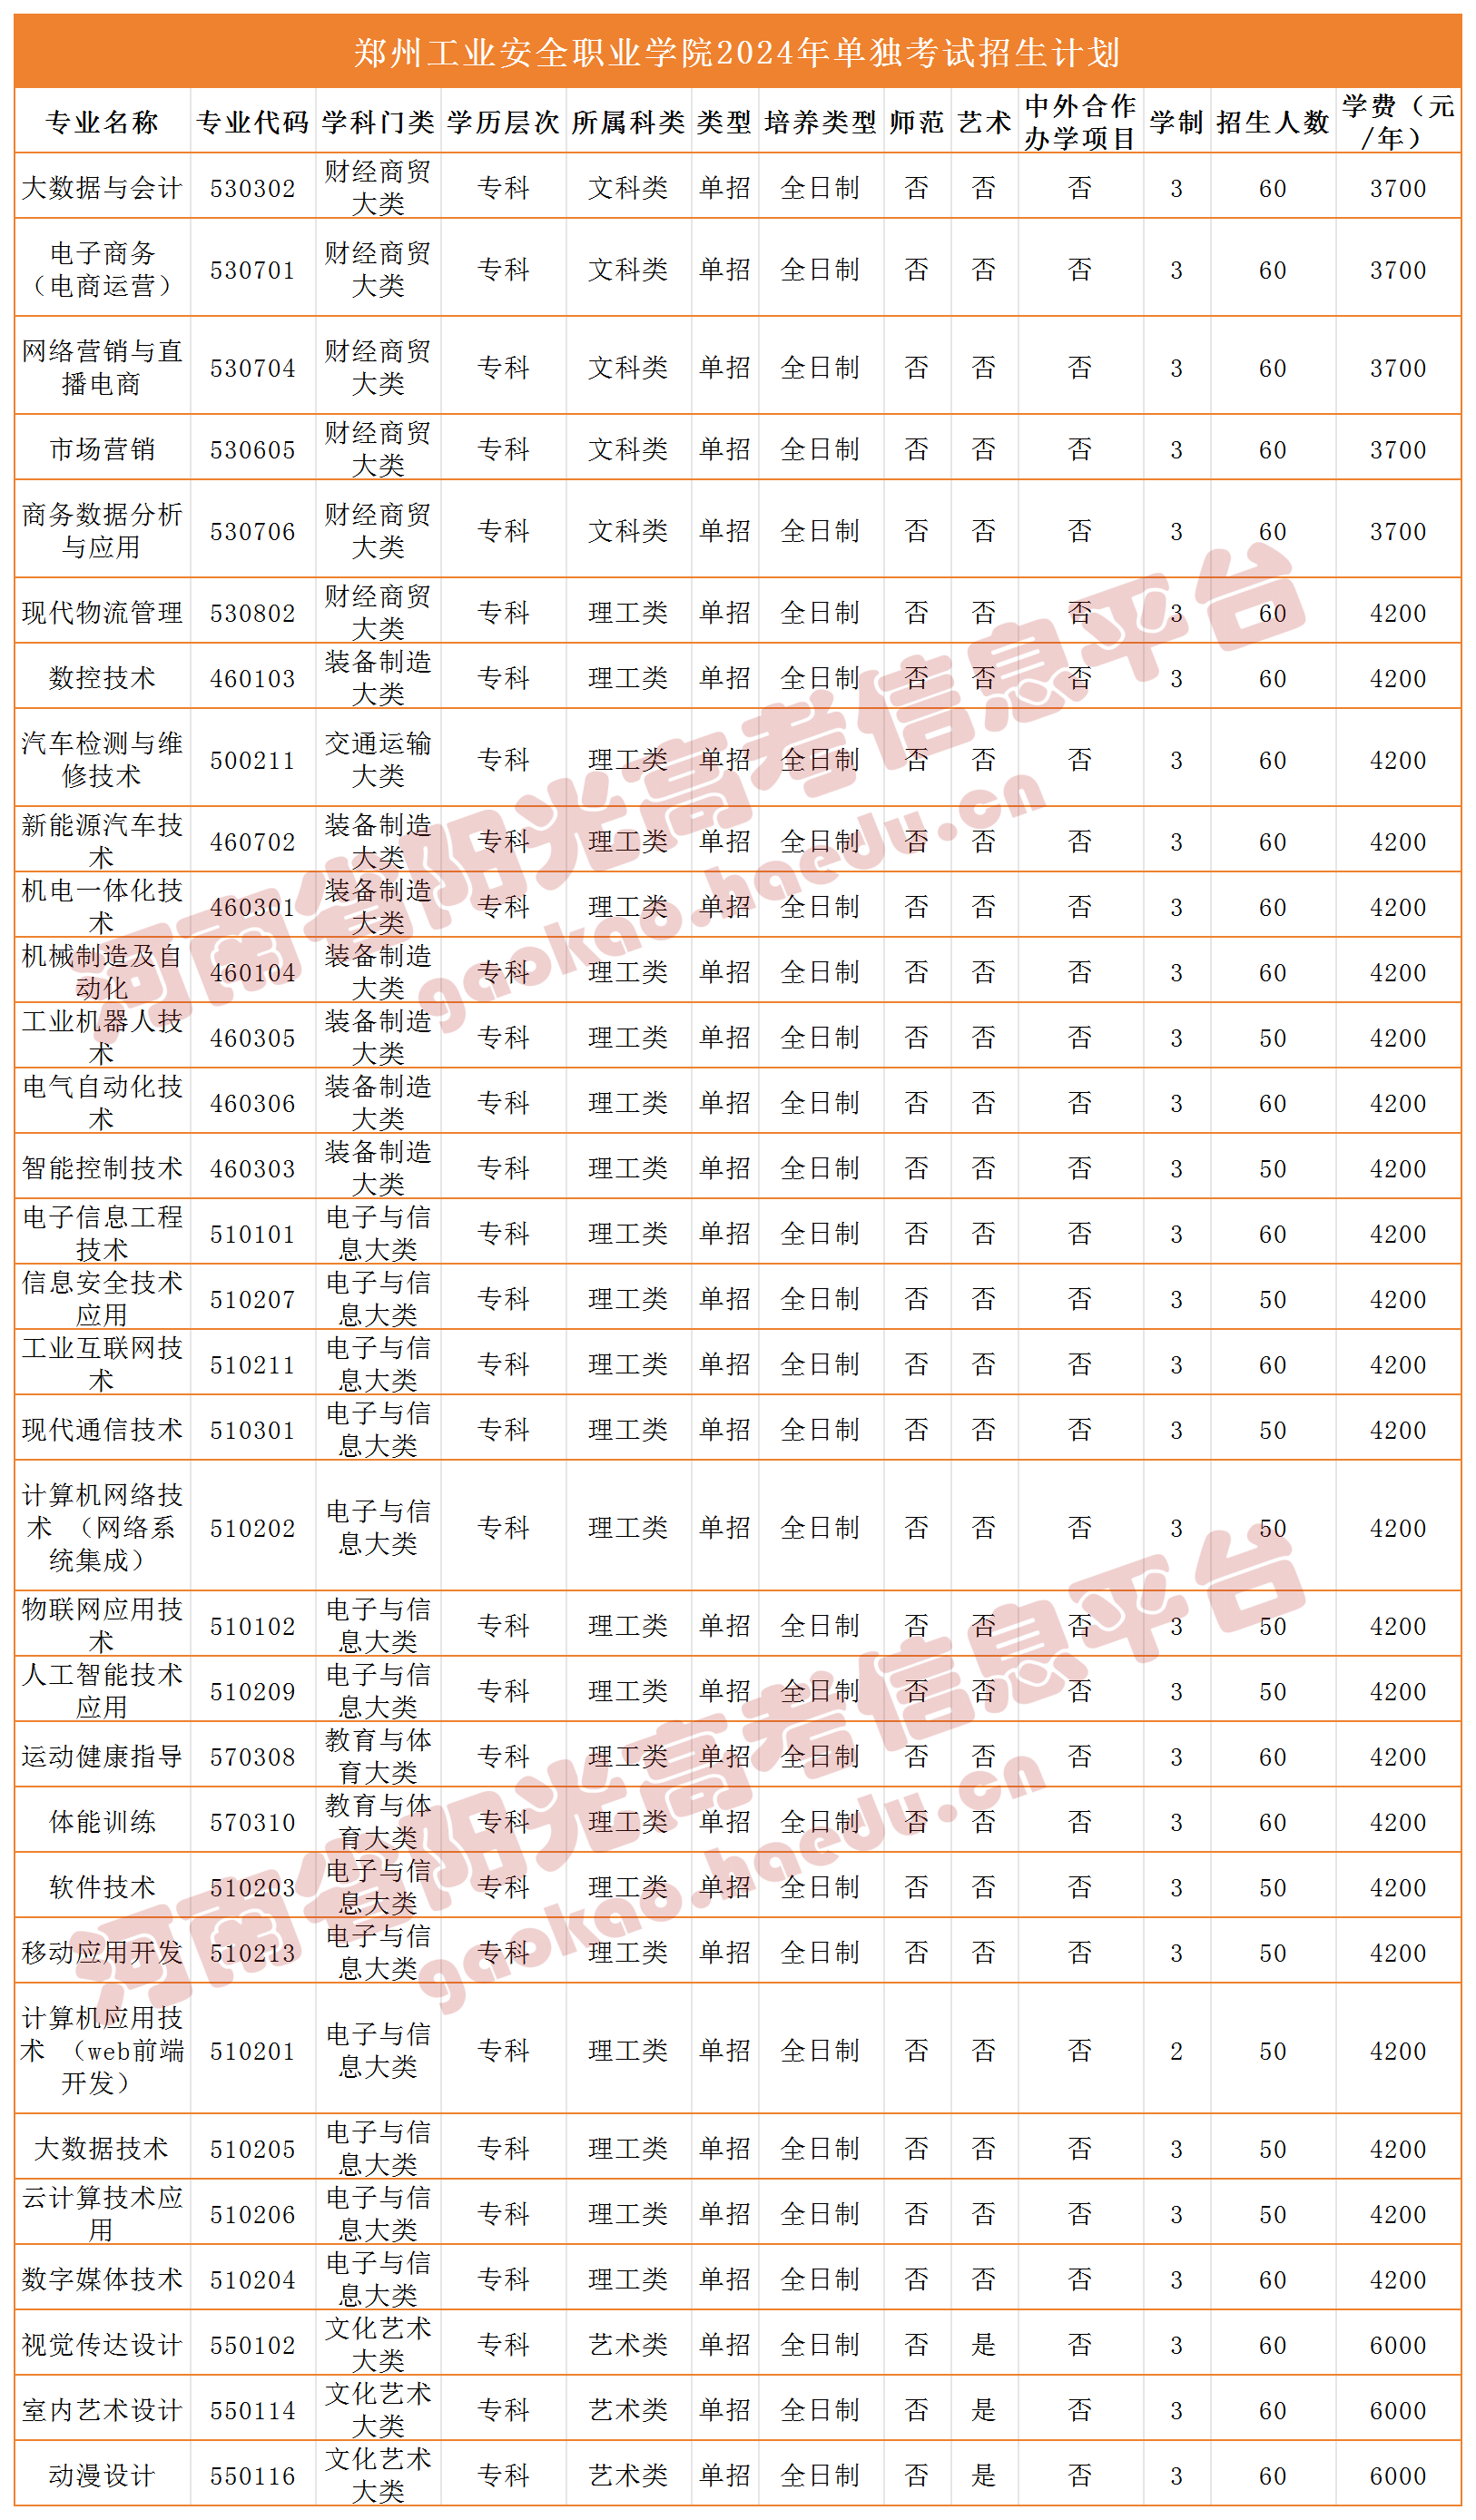 郑州工业安全职业学院2024年单独考试招生计划
专业名称 专业代码 学科门类 学历层次 所属科类 类型 培养类型 师范 艺术 中外合作办学项目 学制 招生人数 学费（元/年）
大数据与会计 530302 财经商贸大类 专科 文科类 单招 全日制 否 否 否 3 60 3700
电子商务（电商运营） 530701 财经商贸大类 专科 文科类 单招 全日制 否 否 否 3 60 3700
网络营销与直播电商 530704 财经商贸大类 专科 文科类 单招 全日制 否 否 否 3 60 3700
市场营销 530605 财经商贸大类 专科 文科类 单招 全日制 否 否 否 3 60 3700
商务数据分析与应用 530706 财经商贸大类 专科 文科类 单招 全日制 否 否 否 3 60 3700
现代物流管理 530802 财经商贸大类 专科 理工类 单招 全日制 否 否 否 3 60 4200
数控技术 460103 装备制造大类 专科 理工类 单招 全日制 否 否 否 3 60 4200
汽车检测与维修技术 500211 交通运输大类 专科 理工类 单招 全日制 否 否 否 3 60 4200
新能源汽车技术 460702 装备制造大类 专科 理工类 单招 全日制 否 否 否 3 60 4200
机电一体化技术 460301 装备制造大类 专科 理工类 单招 全日制 否 否 否 3 60 4200
机械制造及自动化 460104 装备制造大类 专科 理工类 单招 全日制 否 否 否 3 60 4200
工业机器人技术 460305 装备制造大类 专科 理工类 单招 全日制 否 否 否 3 50 4200
电气自动化技术 460306 装备制造大类 专科 理工类 单招 全日制 否 否 否 3 60 4200
智能控制技术 460303 装备制造大类 专科 理工类 单招 全日制 否 否 否 3 50 4200
电子信息工程技术 510101 电子与信息大类 专科 理工类 单招 全日制 否 否 否 3 60 4200
信息安全技术应用 510207 电子与信息大类 专科 理工类 单招 全日制 否 否 否 3 50 4200
工业互联网技术 510211 电子与信息大类 专科 理工类 单招 全日制 否 否 否 3 60 4200
现代通信技术 510301 电子与信息大类 专科 理工类 单招 全日制 否 否 否 3 50 4200
计算机网络技术 （网络系统集成） 510202 电子与信息大类 专科 理工类 单招 全日制 否 否 否 3 50 4200
物联网应用技术 510102 电子与信息大类 专科 理工类 单招 全日制 否 否 否 3 50 4200
人工智能技术应用 510209 电子与信息大类 专科 理工类 单招 全日制 否 否 否 3 50 4200
运动健康指导 570308 教育与体育大类 专科 理工类 单招 全日制 否 否 否 3 60 4200
体能训练 570310 教育与体育大类 专科 理工类 单招 全日制 否 否 否 3 60 4200
软件技术 510203 电子与信息大类 专科 理工类 单招 全日制 否 否 否 3 50 4200
移动应用开发 510213 电子与信息大类 专科 理工类 单招 全日制 否 否 否 3 50 4200
计算机应用技术 （web前端开发） 510201 电子与信息大类 专科 理工类 单招 全日制 否 否 否 2 50 4200
大数据技术 510205 电子与信息大类 专科 理工类 单招 全日制 否 否 否 3 50 4200
云计算技术应用 510206 电子与信息大类 专科 理工类 单招 全日制 否 否 否 3 50 4200
数字媒体技术 510204 电子与信息大类 专科 理工类 单招 全日制 否 否 否 3 60 4200
视觉传达设计 550102 文化艺术大类 专科 艺术类 单招 全日制 否 是 否 3 60 6000
室内艺术设计 550114 文化艺术大类 专科 艺术类 单招 全日制 否 是 否 3 60 6000
动漫设计 550116 文化艺术大类 专科 艺术类 单招 全日制 否 是 否 3 60 6000
河南省阳光高考信息平台
gaokao.haedu.cn
河南省阳光高考信息平台
gaokao.haedu.cn